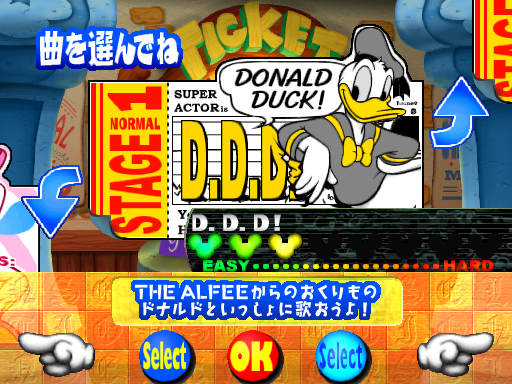 曲を選んでね
TICKET
STAGE 1
NORMAL
SUPER
ACTOR is
DONALD
DUCK!
D.D.D!
D. D. D!
EASY HARD
THE ALFEEからのおくりもの
ドナルドといっしょに歌おうよ!
Select OK Select